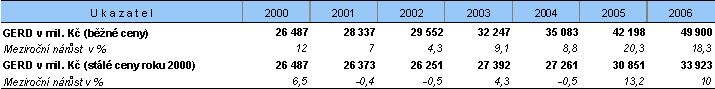 U k a z a t e l 2000 2001 2002 2003 2004 2005 2006
GERD v mil. Kč (běžné ceny) 26 487 28 337 29 552 32 247 35 083 42 198 49 900
Meziroční nárůst v % 12 7 4,3 9,1 8,8 20,3 18,3
GERD v mil. Kč (stálé ceny roku 2000) 26 487 26 373 26 251 27 392 27 261 30 851 33 923
Meziroční nárůst v % 6,5 -0,4 -0,5 4,3 -0,5 13,2 10